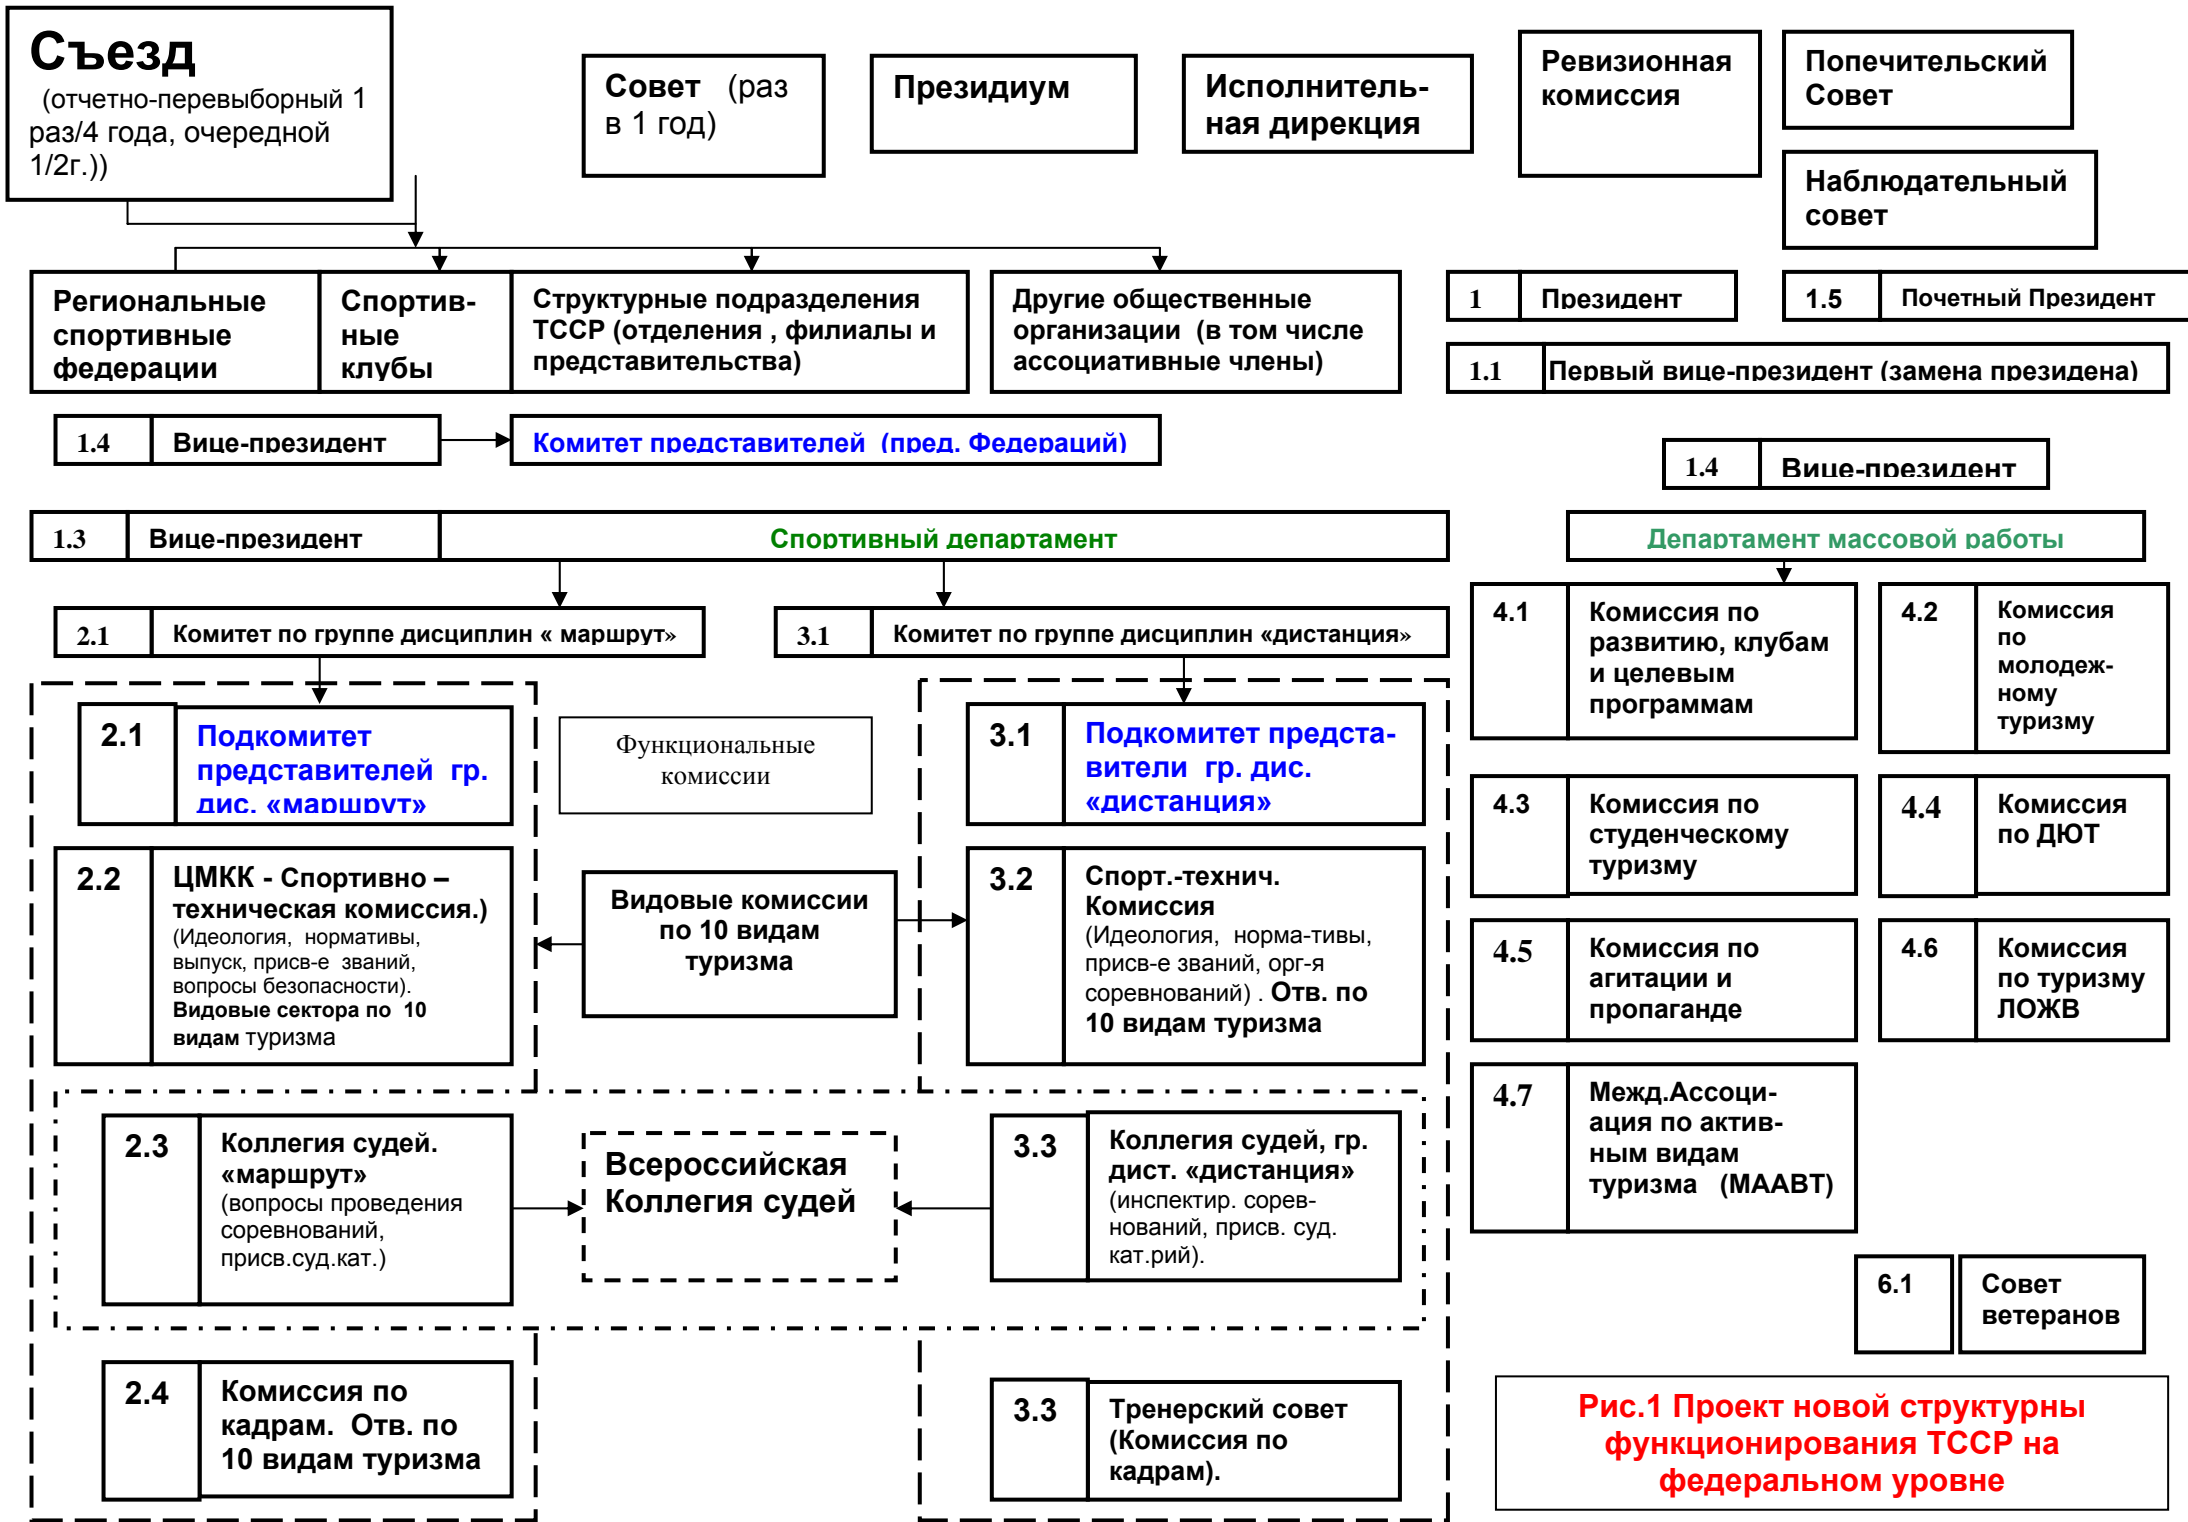 Съезд
(отчетно-перевыборный 1
раз/4 года, очередной
1/2г.))
Совет (раз
в 1 год)
Президиум
Исполнитель-
ная дирекция
Ревизионная
комиссия
Попечительский
Совет
Наблюдательный
совет
Региональные
спортивные
федерации
Спортив-
ные
клубы
Структурные подразделения
ТССР (отделения , филиалы и
представительства)
Другие общественные
организации (в том числе
ассоциативные члены)
1 Президент
1.5 Почетный Президент
1.1 Первый вице-президент (замена президена)
1.4 Вице-президент
Комитет представителей (пред. Федераций)
1.4 Вице-президент
1.3 Вице-президент Спортивный департамент
Департамент массовой работы
2.1 Комитет по группе дисциплин « маршрут»
3.1 Комитет по группе дисциплин «дистанция»
2.1 Подкомитет
представителей гр.
дис. «маршрут»
Функциональные
комиссии
3.1 Подкомитет предста-
вители гр. дис.
«дистанция»
2.2 ЦМКК - Спортивно –
техническая комиссия.)
(Идеология, нормативы,
выпуск, присв-е званий,
вопросы безопасности).
Видовые сектора по 10
видам туризма
Видовые комиссии
по 10 видам
туризма
3.2 Спорт.-технич.
Комиссия
(Идеология, норма-тивы,
присв-е званий, орг-я
соревнований) . Отв. по
10 видам туризма
2.3 Коллегия судей.
«маршрут»
(вопросы проведения
соревнований,
присв.суд.кат.)
Всероссийская
Коллегия судей
3.3 Коллегия судей, гр.
дист. «дистанция»
(инспектир. сорев-
нований, присв. суд.
кат.рий).
2.4 Комиссия по
кадрам. Отв. по
10 видам туризма
3.3 Тренерский совет
(Комиссия по
кадрам).
4.1 Комиссия по
развитию, клубам
и целевым
программам
4.2 Комиссия
по
молодеж-
ному
туризму
4.3 Комиссия по
студенческому
туризму
4.4 Комиссия
по ДЮТ
4.5 Комиссия по
агитации и
пропаганде
4.6 Комиссия
по туризму
ЛОЖВ
4.7 Межд.Ассоци-
ация по актив-
ным видам
туризма (МААВТ)
6.1 Совет
ветеранов
Рис.1 Проект новой структурны
функционирования ТССР на
федеральном уровне